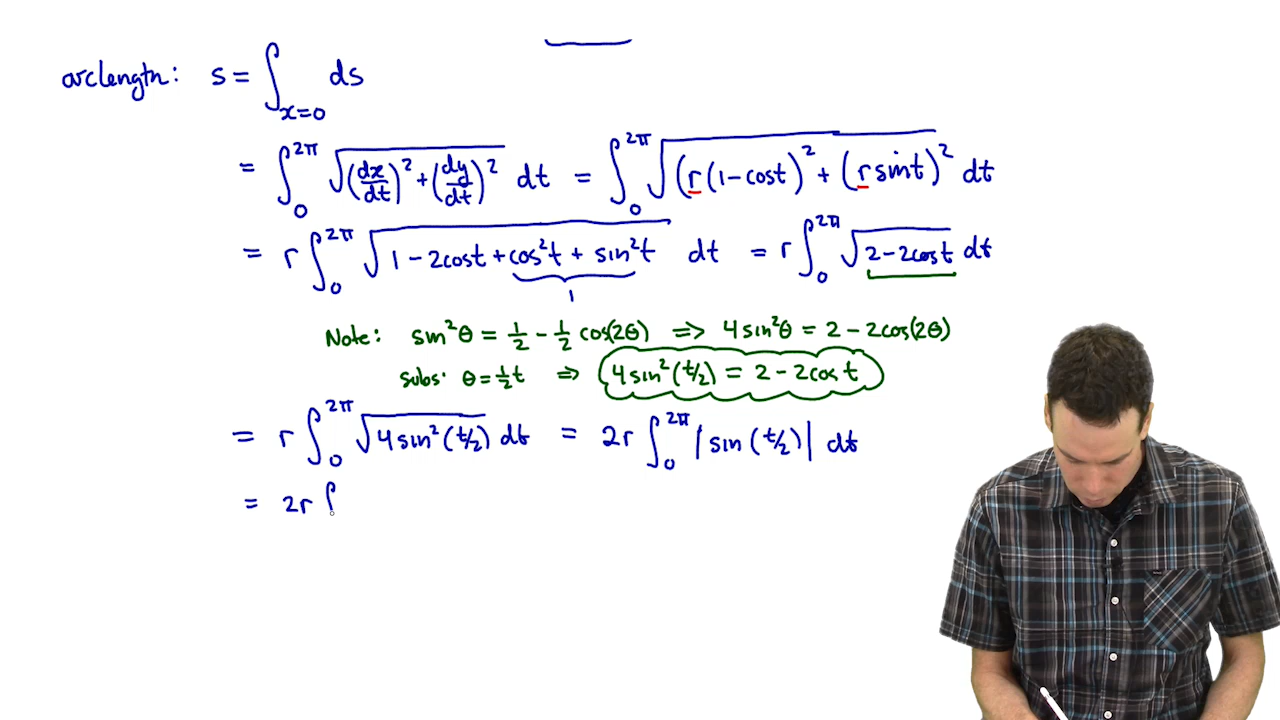 arclength: s = ∫_{x=0} ds
= ∫_0^{2π} √((dx/dt)² + (dy/dt)²) dt = ∫_0^{2π} √((r(1-cost)² + (r sint)²) dt
= r ∫_0^{2π} √(1 - 2cost + cos²t + sin²t) dt = r ∫_0^{2π} √(2 - 2cost) dt
1
Note: sin²θ = 1/2 - 1/2 cos(2θ) ⇒ 4sin²θ = 2 - 2cos(2θ)
Subs: θ = 1/2 t ⇒ 4sin²(t/2) = 2 - 2cos t
= r ∫_0^{2π} √(4sin²(t/2)) dt = 2r ∫_0^{2π} |sin(t/2)| dt
= 2r ∫